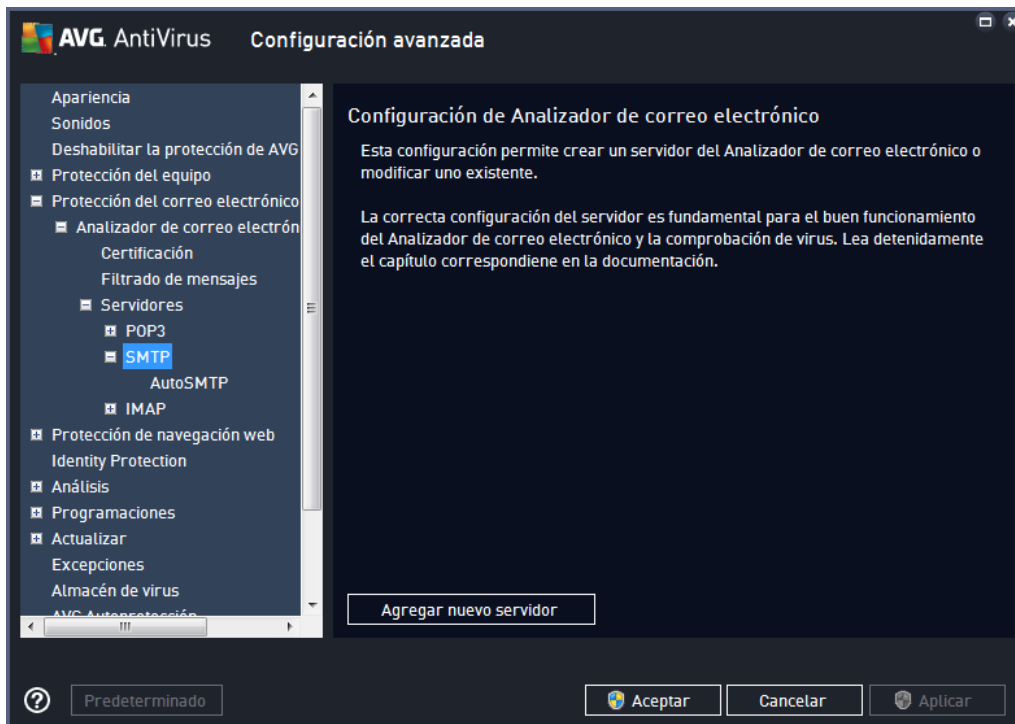 AVG. AntiVirus Configuración avanzada
Apariencia
Sonidos
Deshabilitar la protección de AVG
Protección del equipo
Protección del correo electrónico
Analizador de correo electrón
Certificación
Filtrado de mensajes
Servidores
POP3
SMTP
AutoSMTP
IMAP
Protección de navegación web
Identity Protection
Análisis
Programaciones
Actualizar
Excepciones
Almacén de virus
AVG Autoprotección
Configuración de Analizador de correo electrónico
Esta configuración permite crear un servidor del Analizador de correo electrónico o
modificar uno existente.
La correcta configuración del servidor es fundamental para el buen funcionamiento
del Analizador de correo electrónico y la comprobación de virus. Lea detenidamente
el capítulo correspondiene en la documentación.
Agregar nuevo servidor
Predeterminado
Aceptar
Cancelar
Aplicar